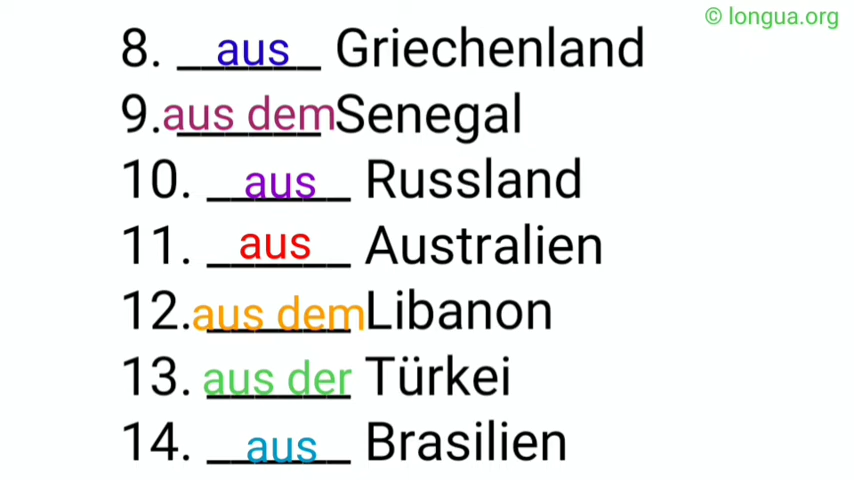 © longua.org
8. aus Griechenland
9. aus dem Senegal
10. aus Russland
11. aus Australien
12. aus dem Libanon
13. aus der Türkei
14. aus Brasilien